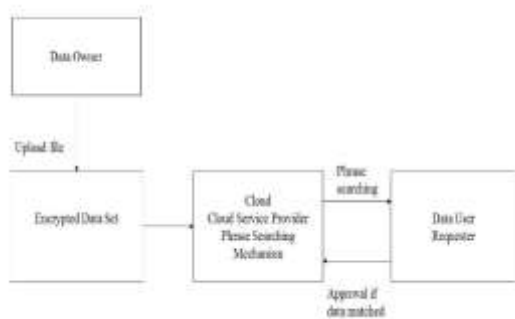 Data Owner
Upload file
Encrypted Data Set
Cloud
Cloud Service Provider
Phrase Searching
Mechanism
Phrase
searching
Data User
Requester
Approval if
data matched